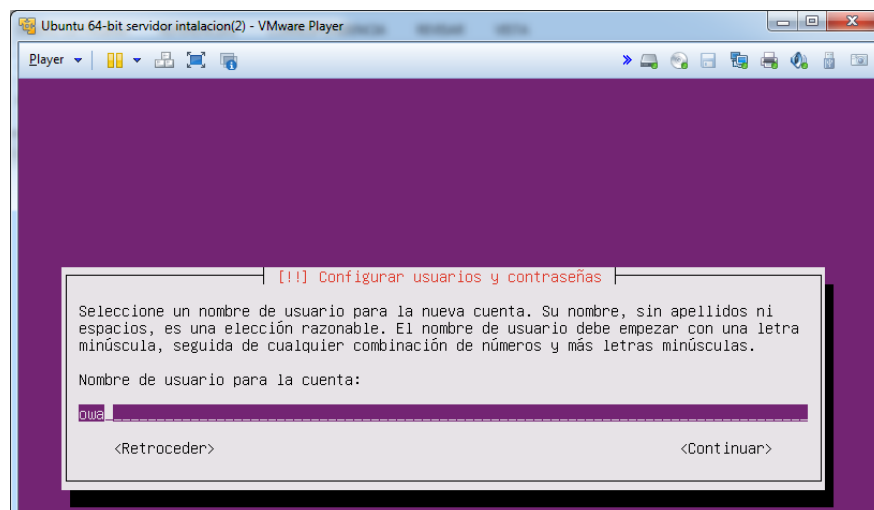 Ubuntu 64-bit servidor intalacion(2) - VMware Player
Player
[!!] Configurar usuarios y contraseñas
Seleccione un nombre de usuario para la nueva cuenta. Su nombre, sin apellidos ni
espacios, es una elección razonable. El nombre de usuario debe empezar con una letra
minúscula, seguida de cualquier combinación de números y más letras minúsculas.
Nombre de usuario para la cuenta:
owa
<Retroceder> <Continuar>